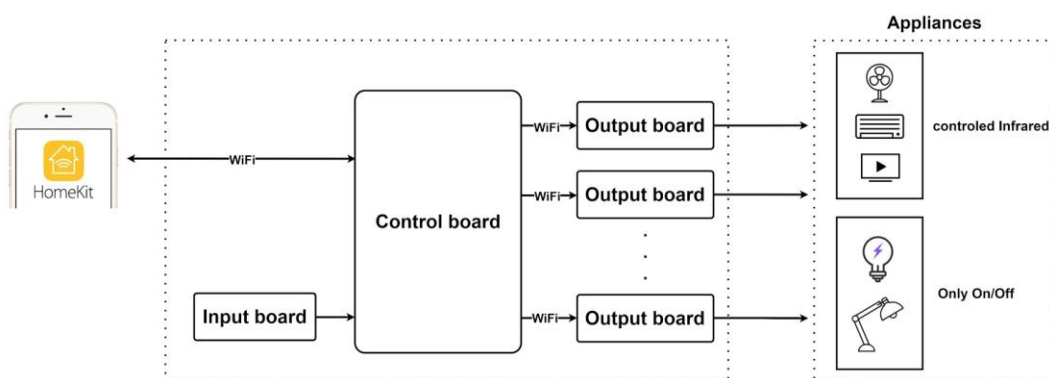 Appliances
HomeKit
WiFi
Control board
Input board
WiFi
Output board
WiFi
Output board
WiFi
Output board
controled Infrared
Only On/Off